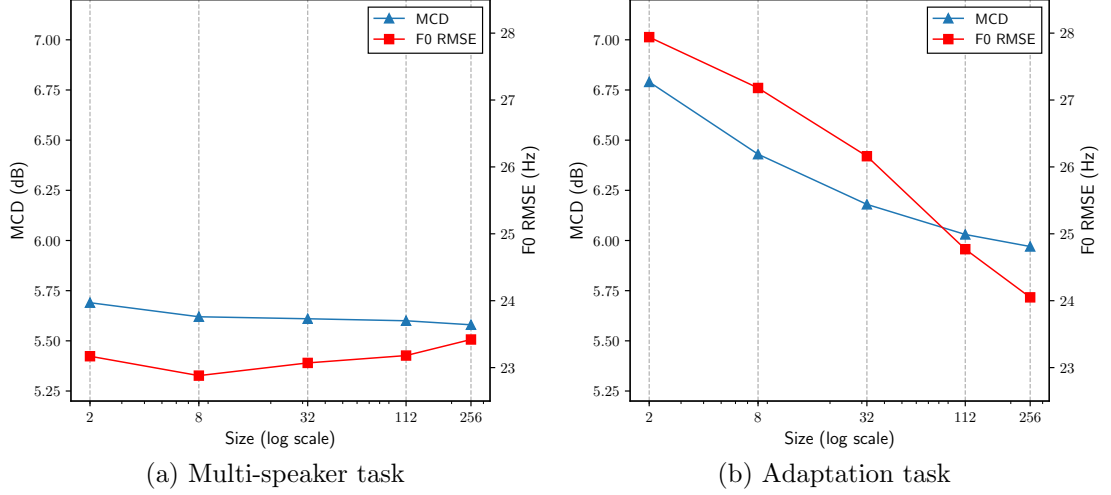 MCD
F0 RMSE
7.00
6.75
6.50
6.25
6.00
5.75
5.50
5.25
MCD (dB)
28
27
26
25
24
23
F0 RMSE (Hz)
2 8 32 112 256
Size (log scale)
(a) Multi-speaker task
MCD
F0 RMSE
7.00
6.75
6.50
6.25
6.00
5.75
5.50
5.25
MCD (dB)
28
27
26
25
24
23
F0 RMSE (Hz)
2 8 32 112 256
Size (log scale)
(b) Adaptation task